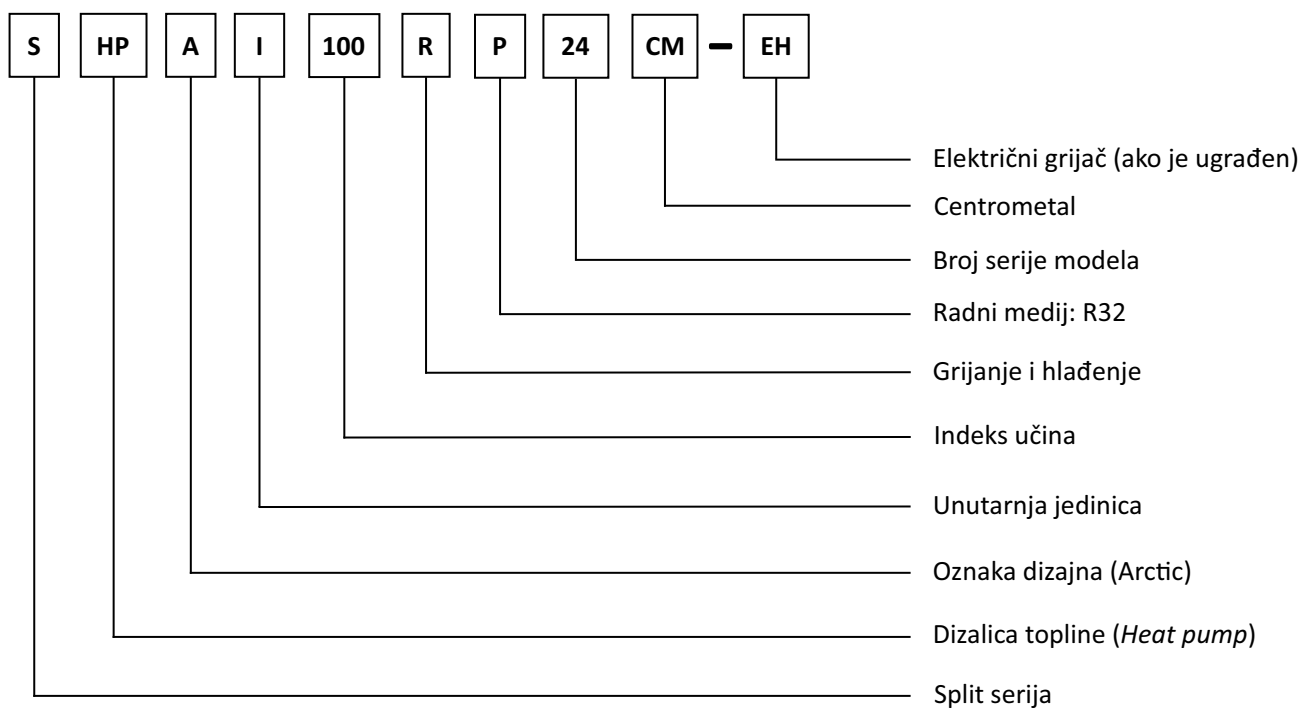 S HP A I 100 R P 24 CM – EH
Električni grijač (ako je ugrađen)
Centrometal
Broj serije modela
Radni medij: R32
Grijanje i hlađenje
Indeks učina
Unutarnja jedinica
Oznaka dizajna (Arctic)
Dizalica topline (Heat pump)
Split serija